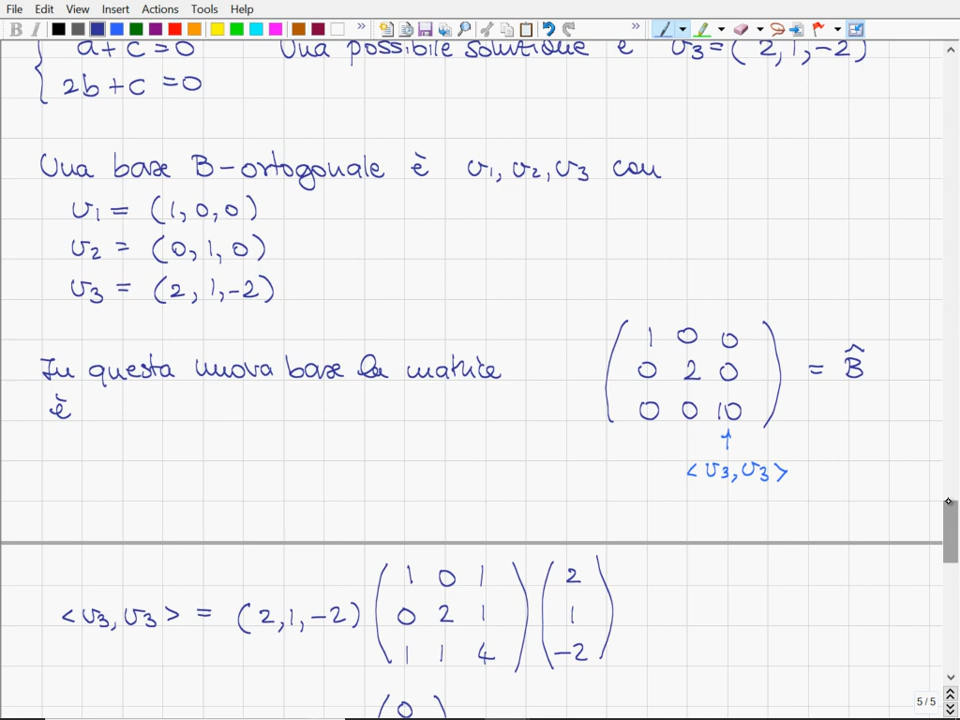 File Edit View Insert Actions Tools Help
B I » »
a + c = 0 Una possibile soluzione è v3 = (2, 1, -2)
2b + c = 0
Una base B-ortogonale è v1, v2, v3 con
v1 = (1, 0, 0)
v2 = (0, 1, 0)
v3 = (2, 1, -2)
1 0 0
In questa nuova base la matrice 0 2 0 = B̂
è 0 0 10
↑
<v3, v3>
1 0 1 2
<v3, v3> = (2, 1, -2) 0 2 1 1
1 1 4 -2
0
5 / 5